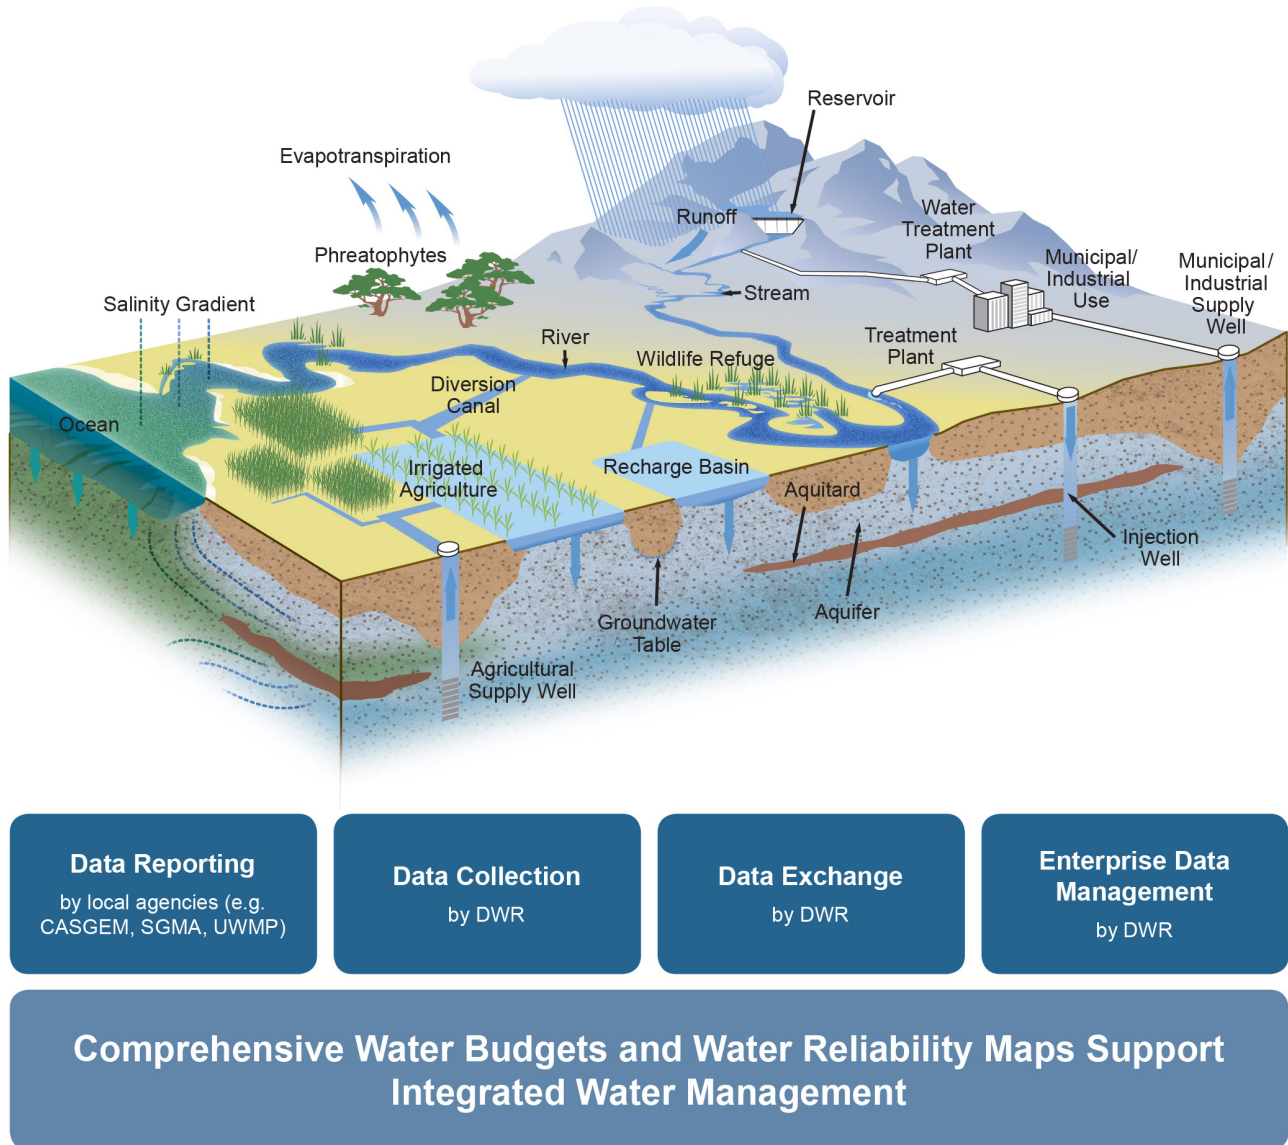 Reservoir
Evapotranspiration
Runoff
Water
Treatment
Plant
Phreatophytes
Municipal/
Industrial
Use
Municipal/
Industrial
Supply
Well
Salinity Gradient
Stream
River
Wildlife Refuge
Treatment
Plant
Diversion
Canal
Ocean
Irrigated
Agriculture
Recharge Basin
Aquitard
Injection
Well
Groundwater
Table
Aquifer
Agricultural
Supply Well
Data Reporting
by local agencies (e.g.
CASGEM, SGMA, UWMP)
Data Collection
by DWR
Data Exchange
by DWR
Enterprise Data
Management
by DWR
Comprehensive Water Budgets and Water Reliability Maps Support
Integrated Water Management